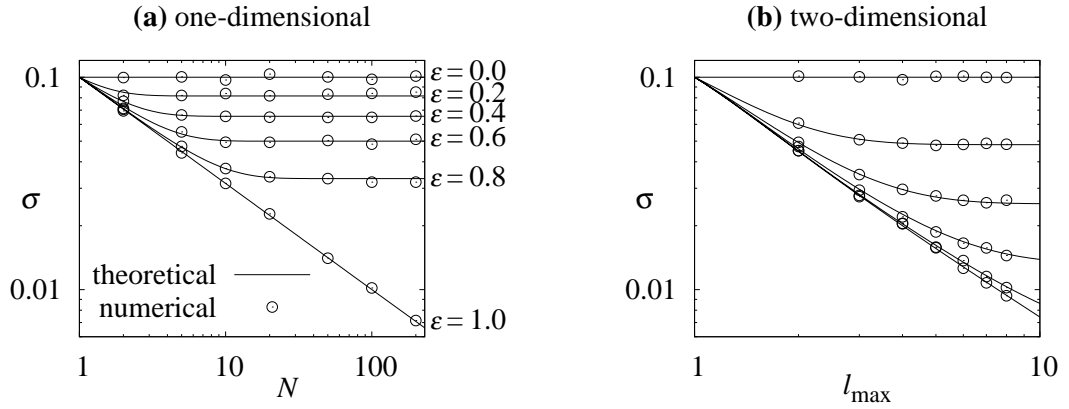 (a) one-dimensional
0.1
0.01
σ
1
10
100
N
ε = 0.0
ε = 0.2
ε = 0.4
ε = 0.6
ε = 0.8
ε = 1.0
theoretical
numerical
(b) two-dimensional
0.1
0.01
σ
1
10
lmax